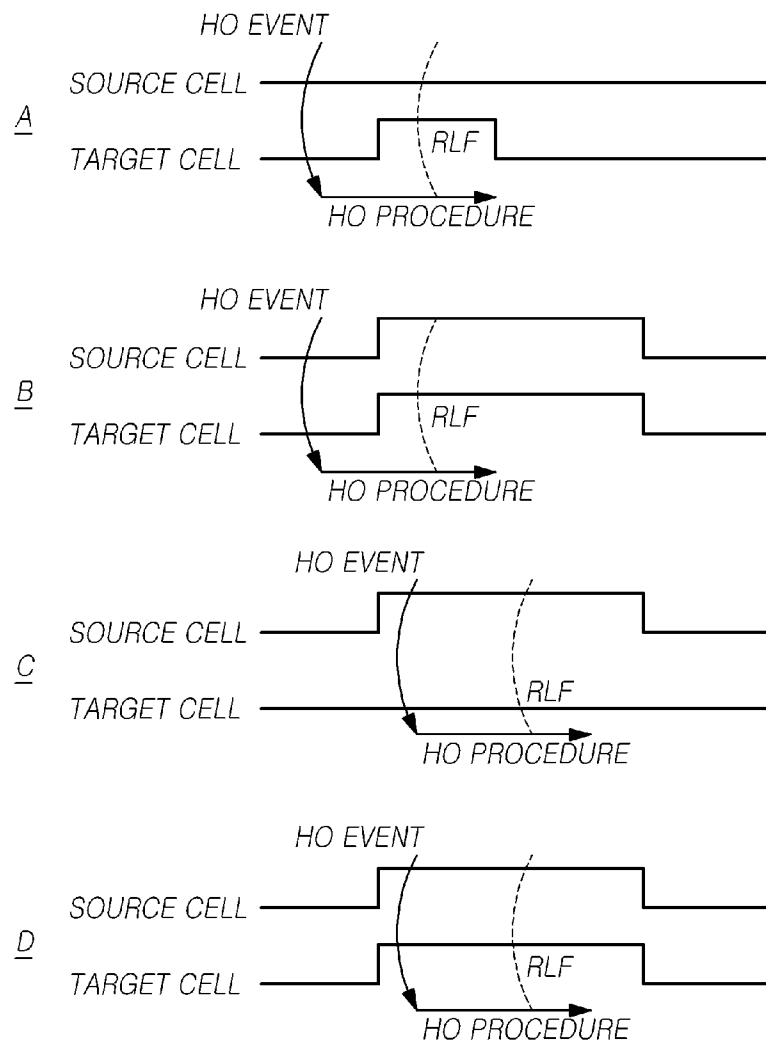 HO EVENT
SOURCE CELL
A
RLF
TARGET CELL
HO PROCEDURE
HO EVENT
SOURCE CELL
B
RLF
TARGET CELL
HO PROCEDURE
HO EVENT
SOURCE CELL
C
RLF
TARGET CELL
HO PROCEDURE
HO EVENT
SOURCE CELL
D
RLF
TARGET CELL
HO PROCEDURE